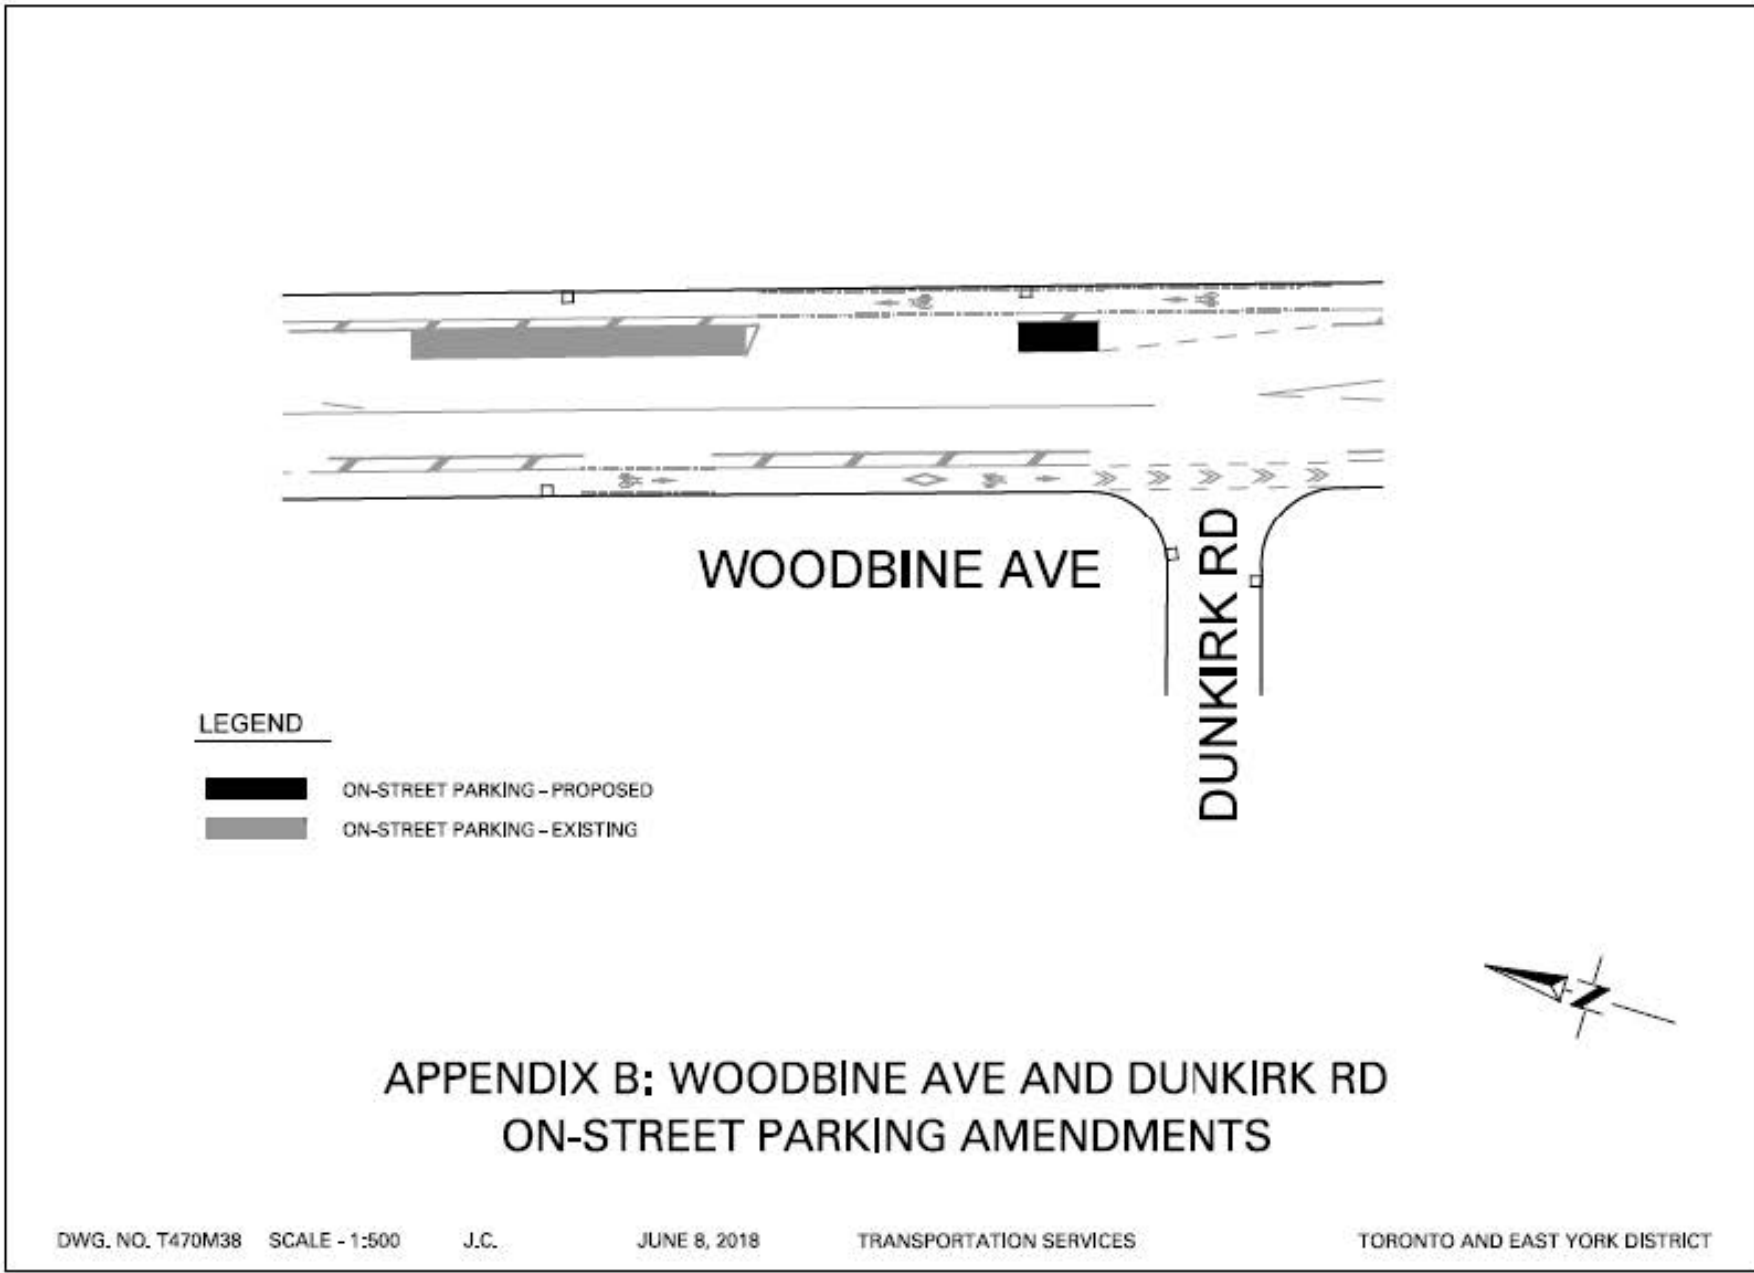 WOODBINE AVE
DUNKIRK RD
LEGEND
ON-STREET PARKING - PROPOSED
ON-STREET PARKING - EXISTING
N
APPENDIX B: WOODBINE AVE AND DUNKIRK RD
ON-STREET PARKING AMENDMENTS
DWG. NO. T470M38 SCALE - 1:500 J.C. JUNE 8, 2018 TRANSPORTATION SERVICES TORONTO AND EAST YORK DISTRICT